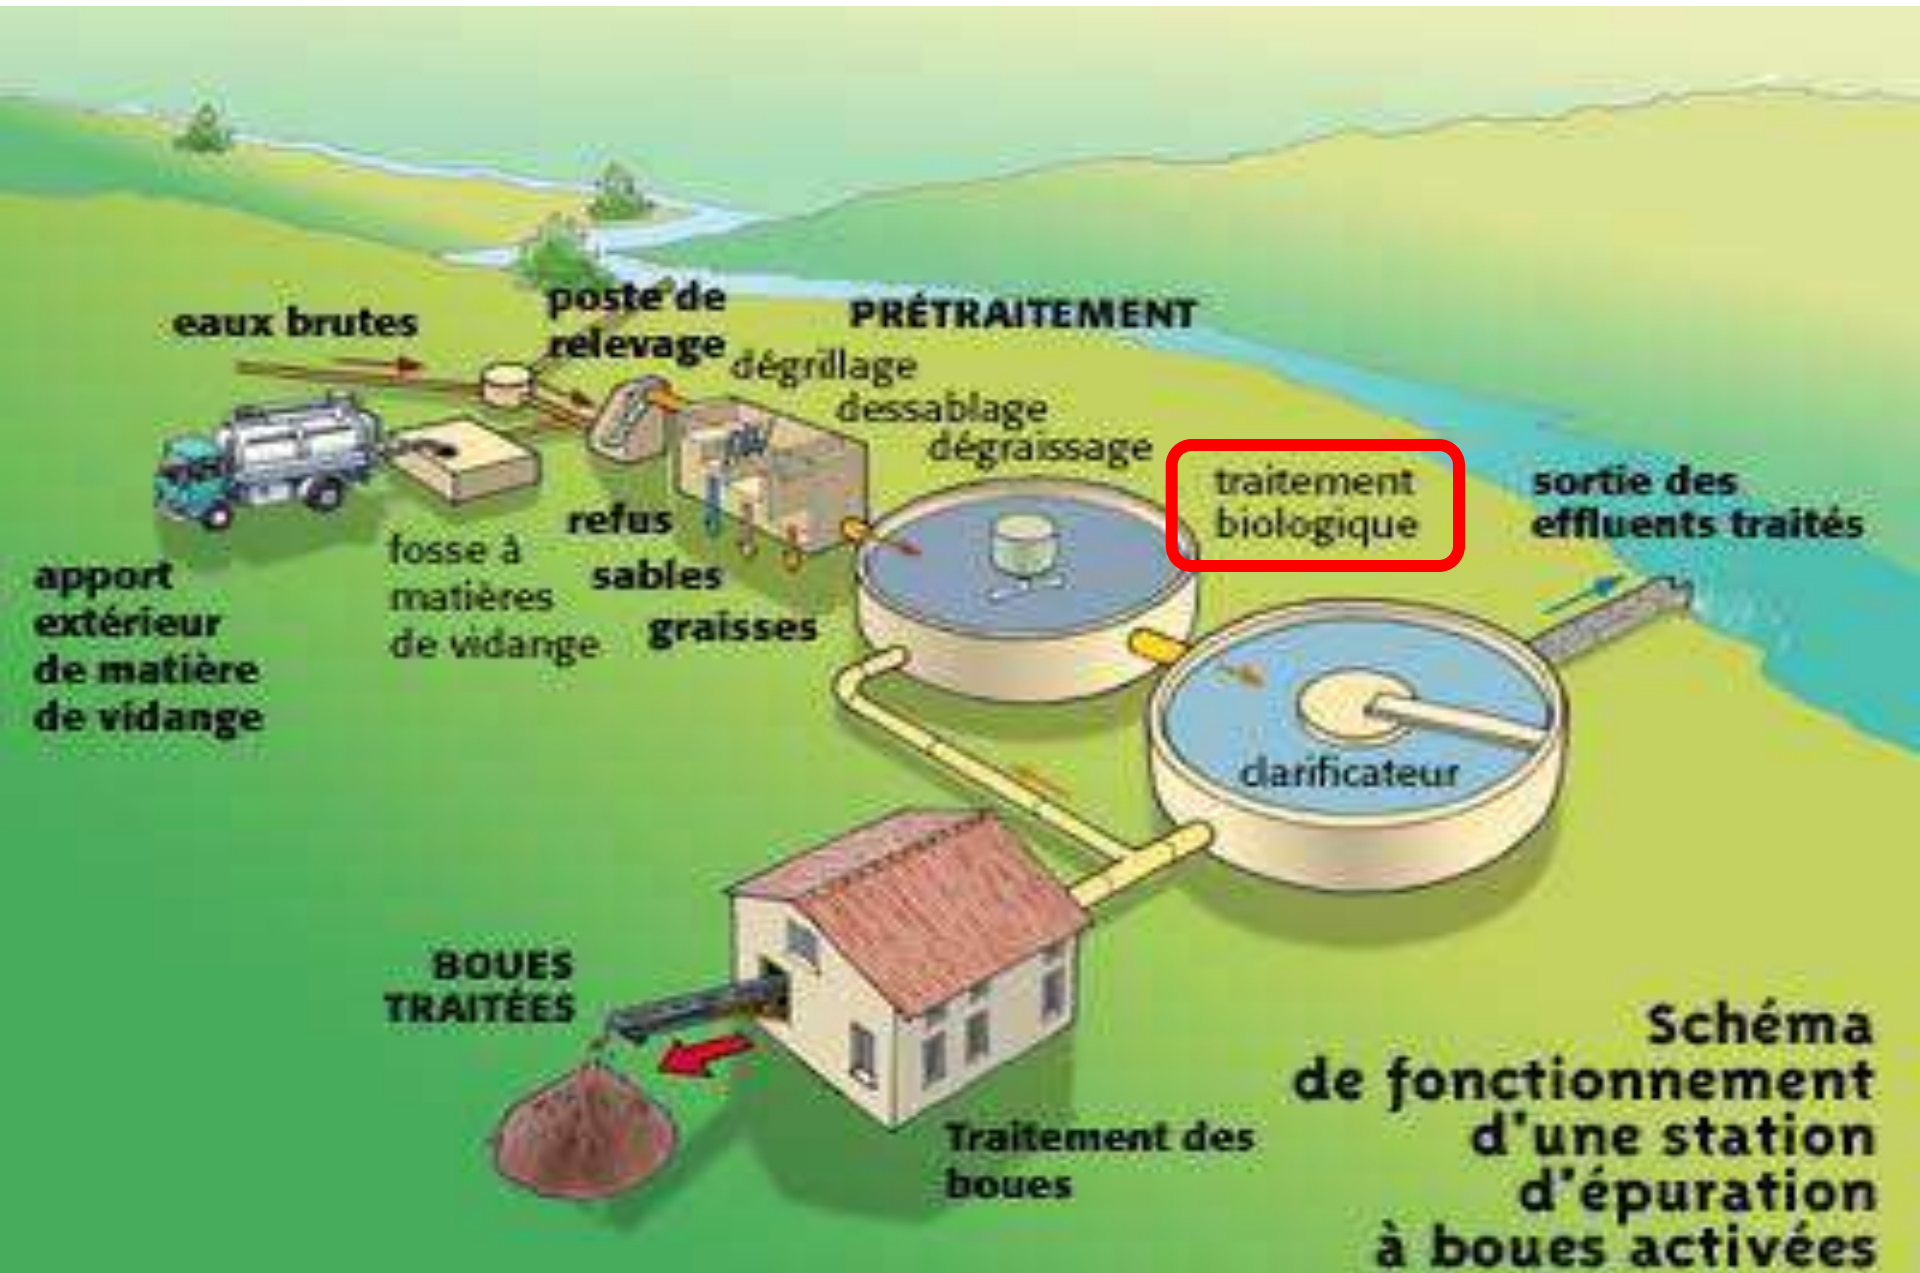 eaux brutes
poste de
relevage
PRÉTRAITEMENT
dégrillage
dessablage
dégraissage
traitement
biologique
sortie des
effluents traités
refus
sables
graisses
fosse à
matières
de vidange
apport
extérieur
de matière
de vidange
clarificateur
BOUES
TRAITÉES
Traitement des
boues
Schéma
de fonctionnement
d'une station
d'épuration
à boues activées